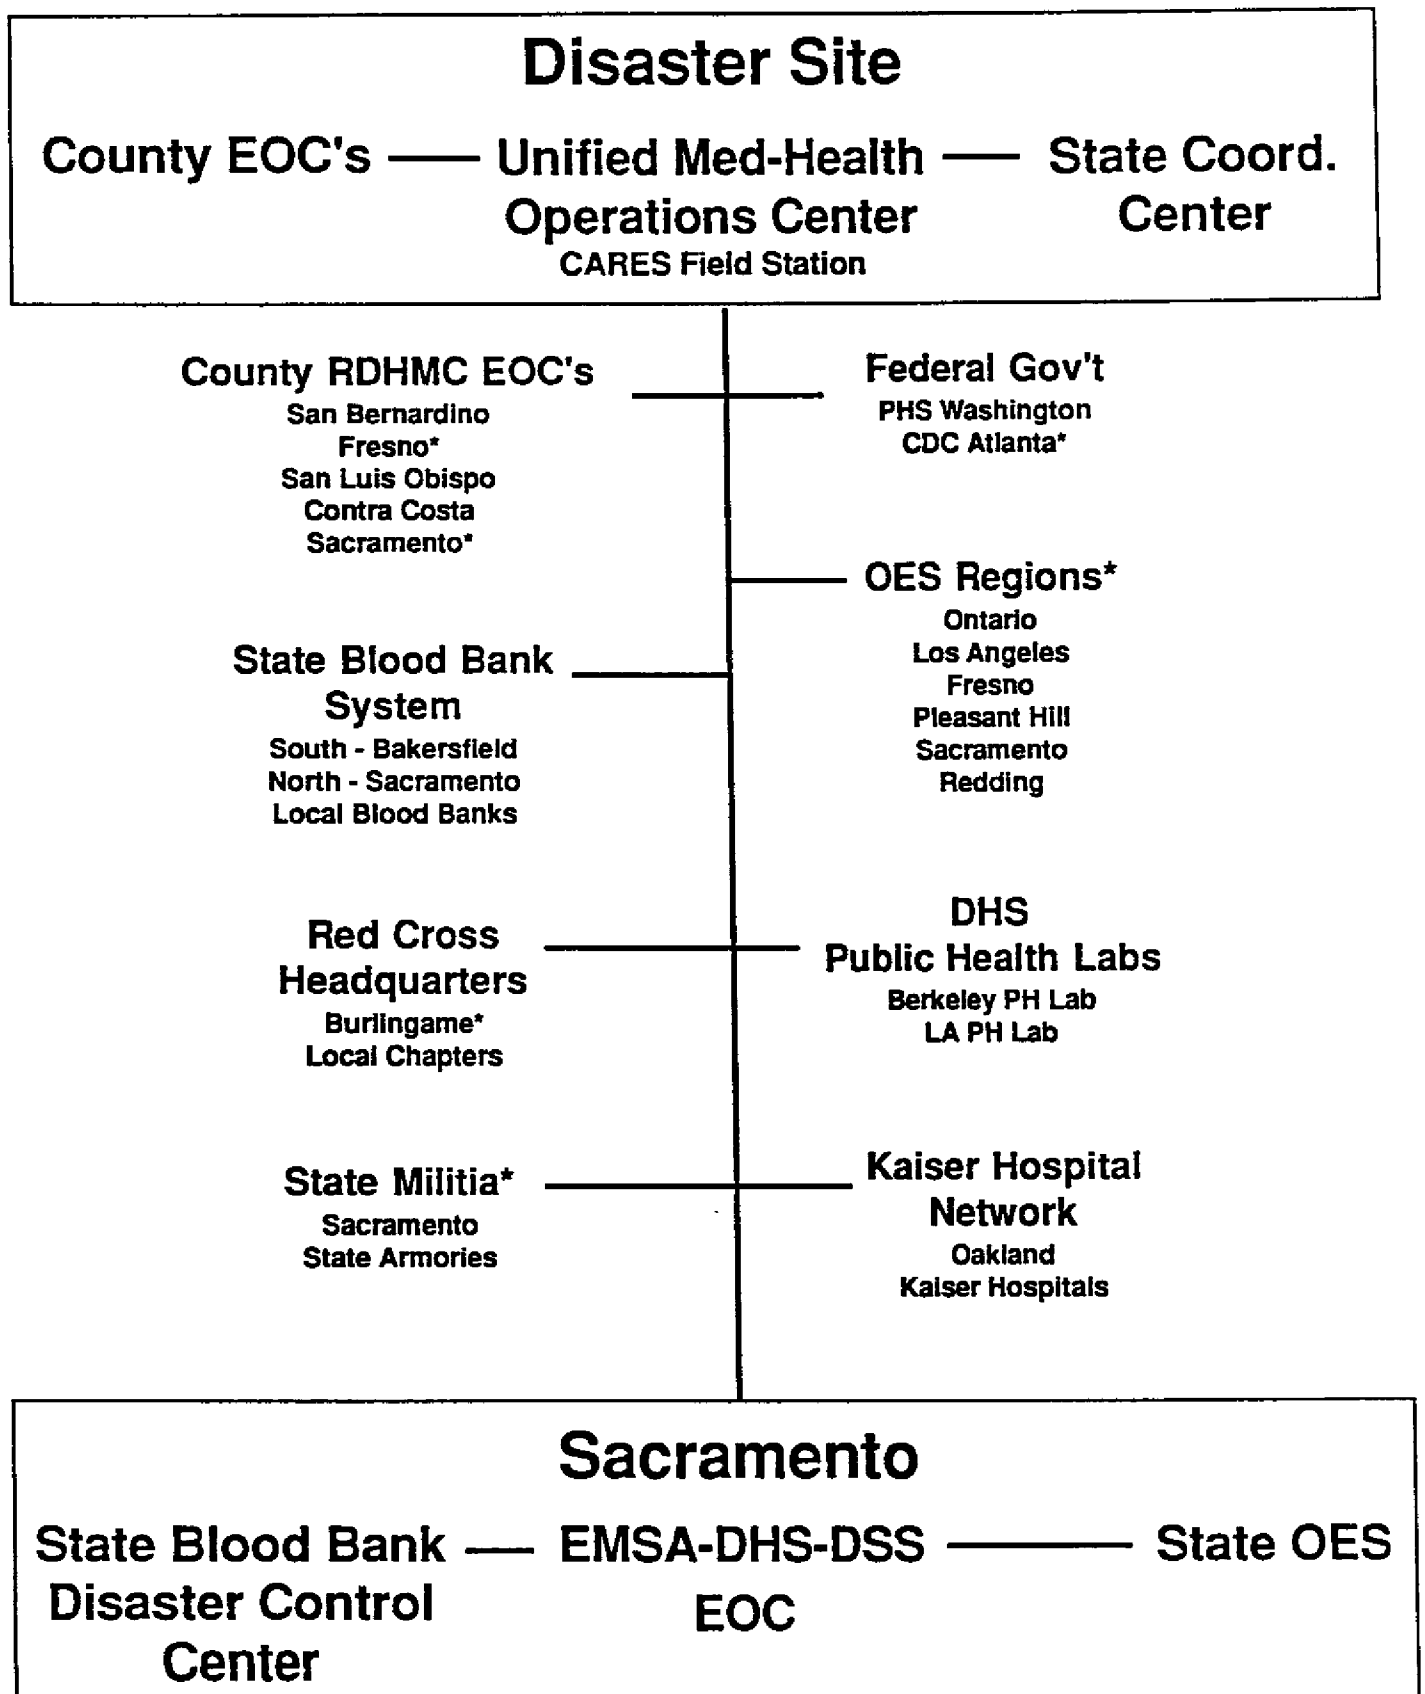 Disaster Site
County EOC's — Unified Med-Health — State Coord.
Operations Center Center
CARES Field Station
County RDHMC EOC's
San Bernardino
Fresno*
San Luis Obispo
Contra Costa
Sacramento*
Federal Gov't
PHS Washington
CDC Atlanta*
OES Regions*
Ontario
Los Angeles
Fresno
Pleasant Hill
Sacramento
Redding
State Blood Bank
System
South - Bakersfield
North - Sacramento
Local Blood Banks
Red Cross
Headquarters
Burlingame*
Local Chapters
DHS
Public Health Labs
Berkeley PH Lab
LA PH Lab
State Militia*
Sacramento
State Armories
Kaiser Hospital
Network
Oakland
Kaiser Hospitals
Sacramento
State Blood Bank — EMSA-DHS-DSS — State OES
Disaster Control EOC
Center